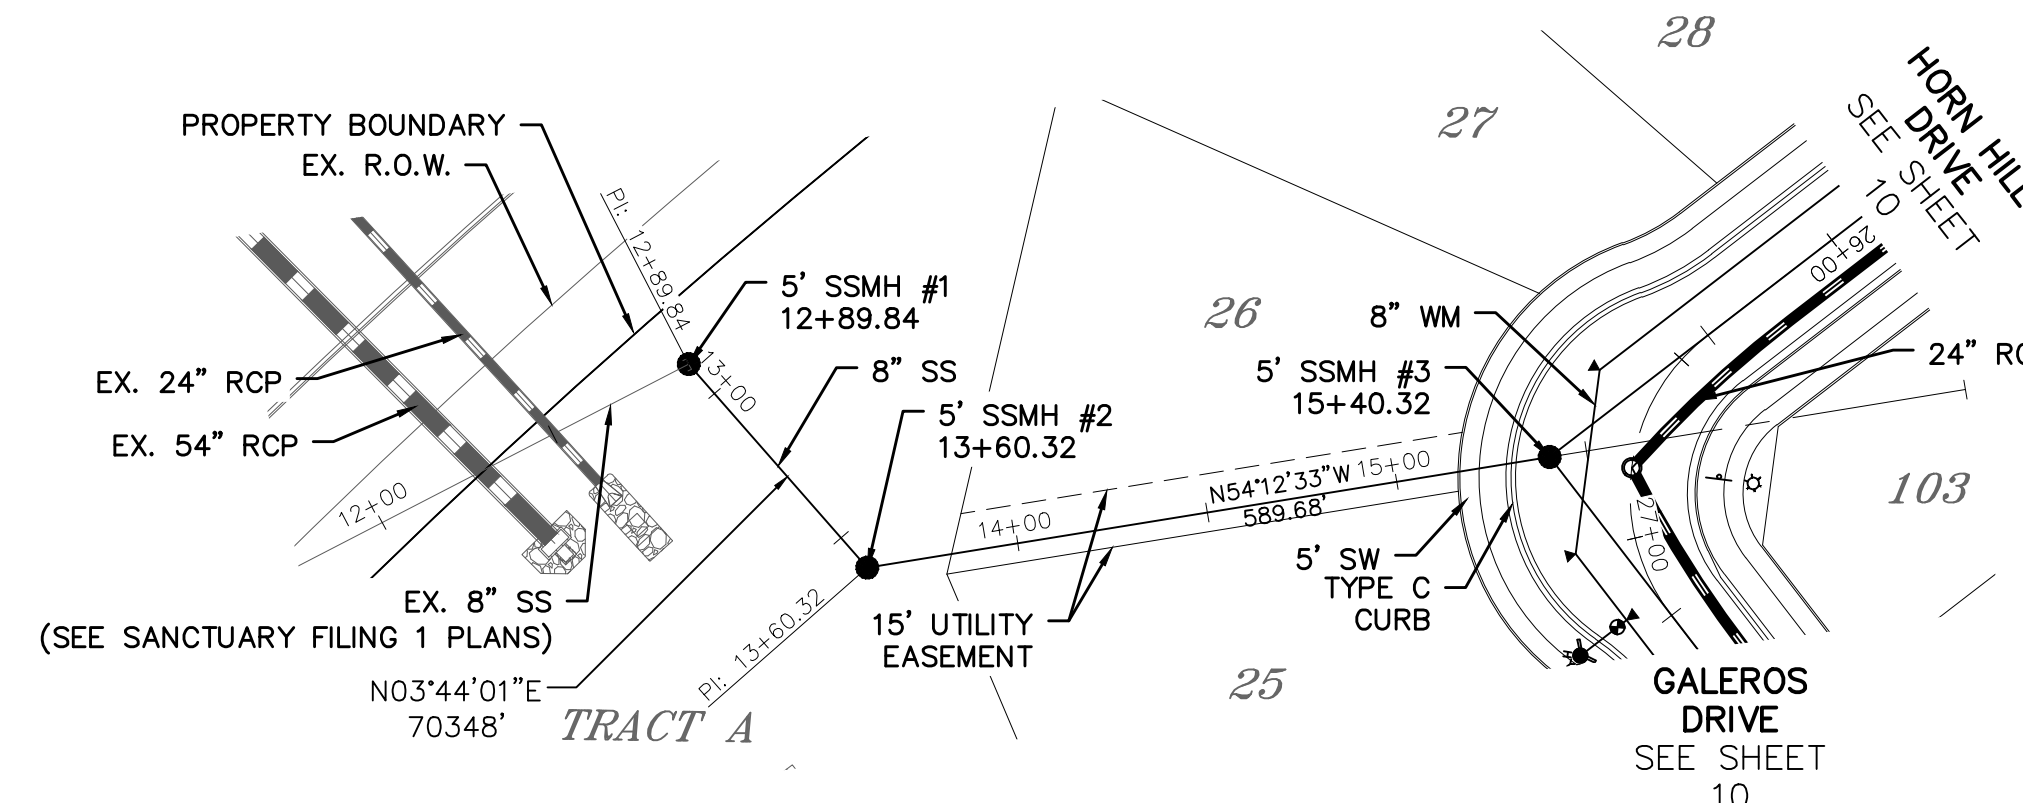 28
27
HORN HILL
DRIVE
SEE SHEET
10
PROPERTY BOUNDARY
EX. R.O.W.
PI: 12+89.84
5' SSMH #1
12+89.84
26+00
26
8" WM
13+00
8" SS
5' SSMH #3
15+40.32
24"
EX. 24" RCP
EX. 54" RCP
5' SSMH #2
13+60.32
12+00
N54°12'33"W
589.68'
15+00
14+00
103
27+00
5' SW
TYPE C
CURB
EX. 8" SS
(SEE SANCTUARY FILING 1 PLANS)
15' UTILITY
EASEMENT
PI: 13+60.32
N03°44'01"E
70348'
TRACT A
25
GALEROS
DRIVE
SEE SHEET
10